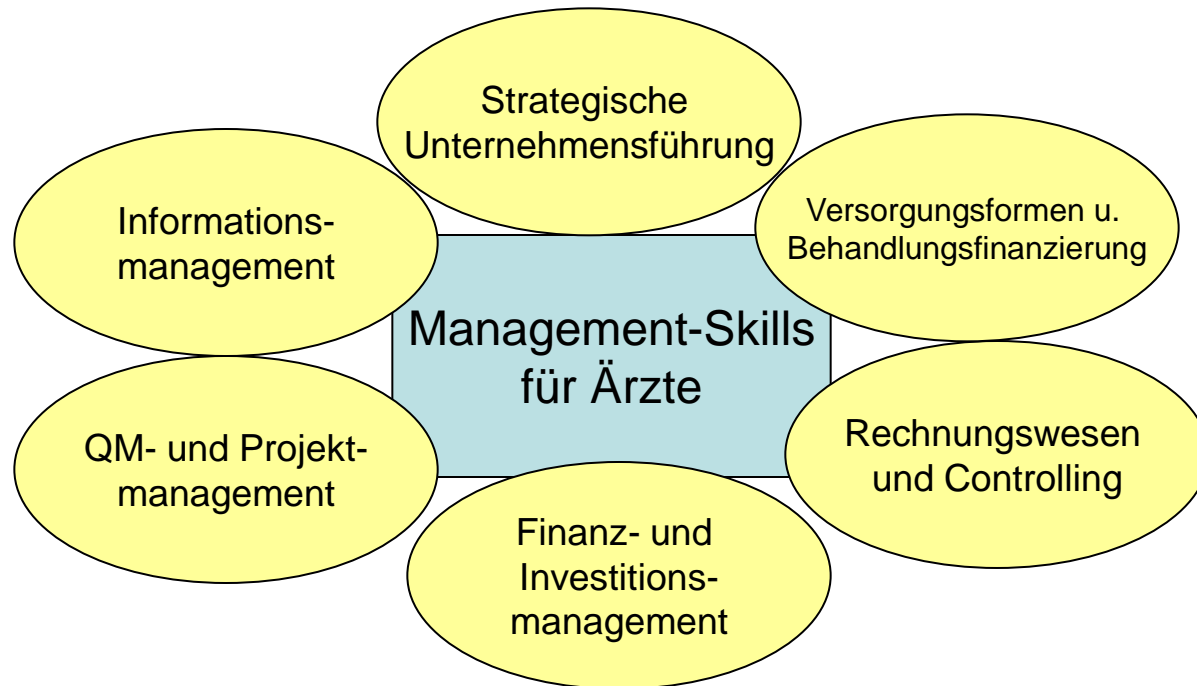 Strategische
Unternehmensführung
Informations-
management
Versorgungsformen u.
Behandlungsfinanzierung
Management-Skills
für Ärzte
QM- und Projekt-
management
Rechnungswesen
und Controlling
Finanz- und
Investitions-
management